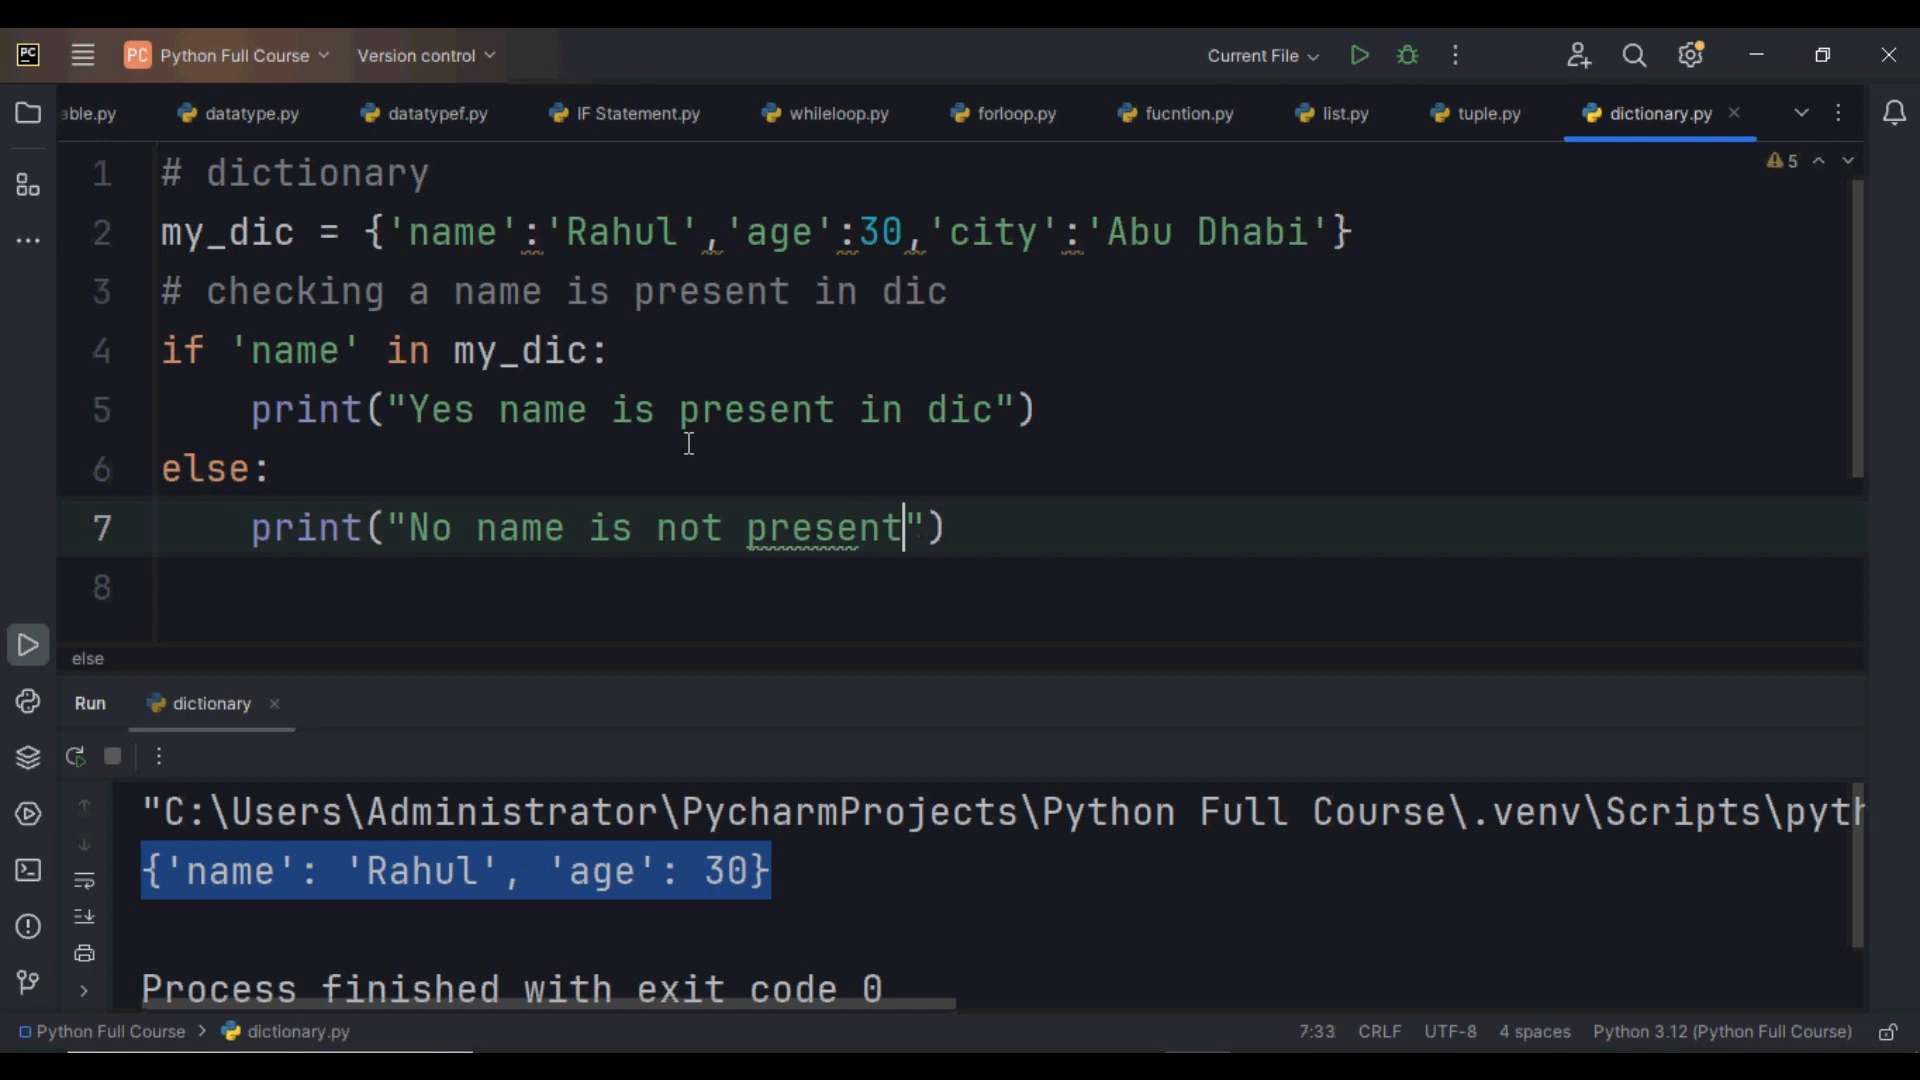 PC PC Python Full Course Version control Current File
able.py datatype.py datatypef.py IF Statement.py whileloop.py forloop.py fucntion.py list.py tuple.py dictionary.py
5
1 # dictionary
2 my_dic = {'name':'Rahul','age':30,'city':'Abu Dhabi'}
3 # checking a name is present in dic
4 if 'name' in my_dic:
5 print("Yes name is present in dic")
6 else:
7 print("No name is not present")
8
else
Run dictionary
"C:\Users\Administrator\PycharmProjects\Python Full Course\.venv\Scripts\pyth
{'name': 'Rahul', 'age': 30}
Process finished with exit code 0
Python Full Course > dictionary.py 7:33 CRLF UTF-8 4 spaces Python 3.12 (Python Full Course)